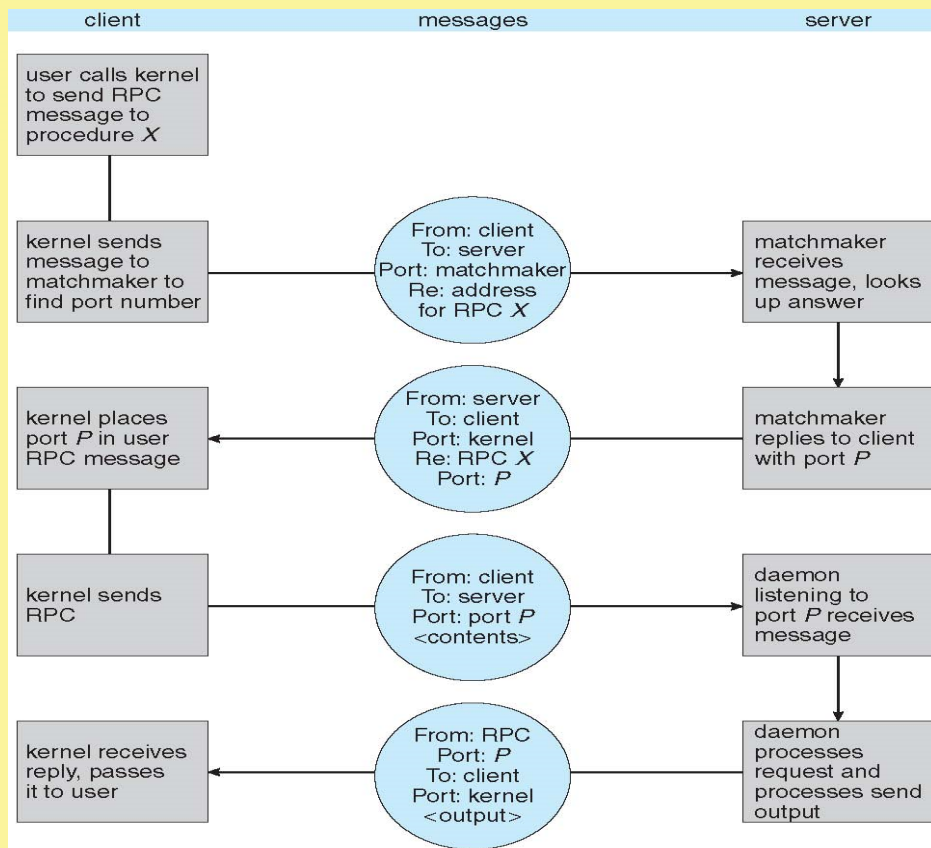 client messages server
user calls kernel
to send RPC
message to
procedure X
kernel sends
message to
matchmaker to
find port number
From: client
To: server
Port: matchmaker
Re: address
for RPC X
matchmaker
receives
message, looks
up answer
kernel places
port P in user
RPC message
From: server
To: client
Port: kernel
Re: RPC X
Port: P
matchmaker
replies to client
with port P
kernel sends
RPC
From: client
To: server
Port: port P
<contents>
daemon
listening to
port P receives
message
kernel receives
reply, passes
it to user
From: RPC
Port: P
To: client
Port: kernel
<output>
daemon
processes
request and
processes send
output